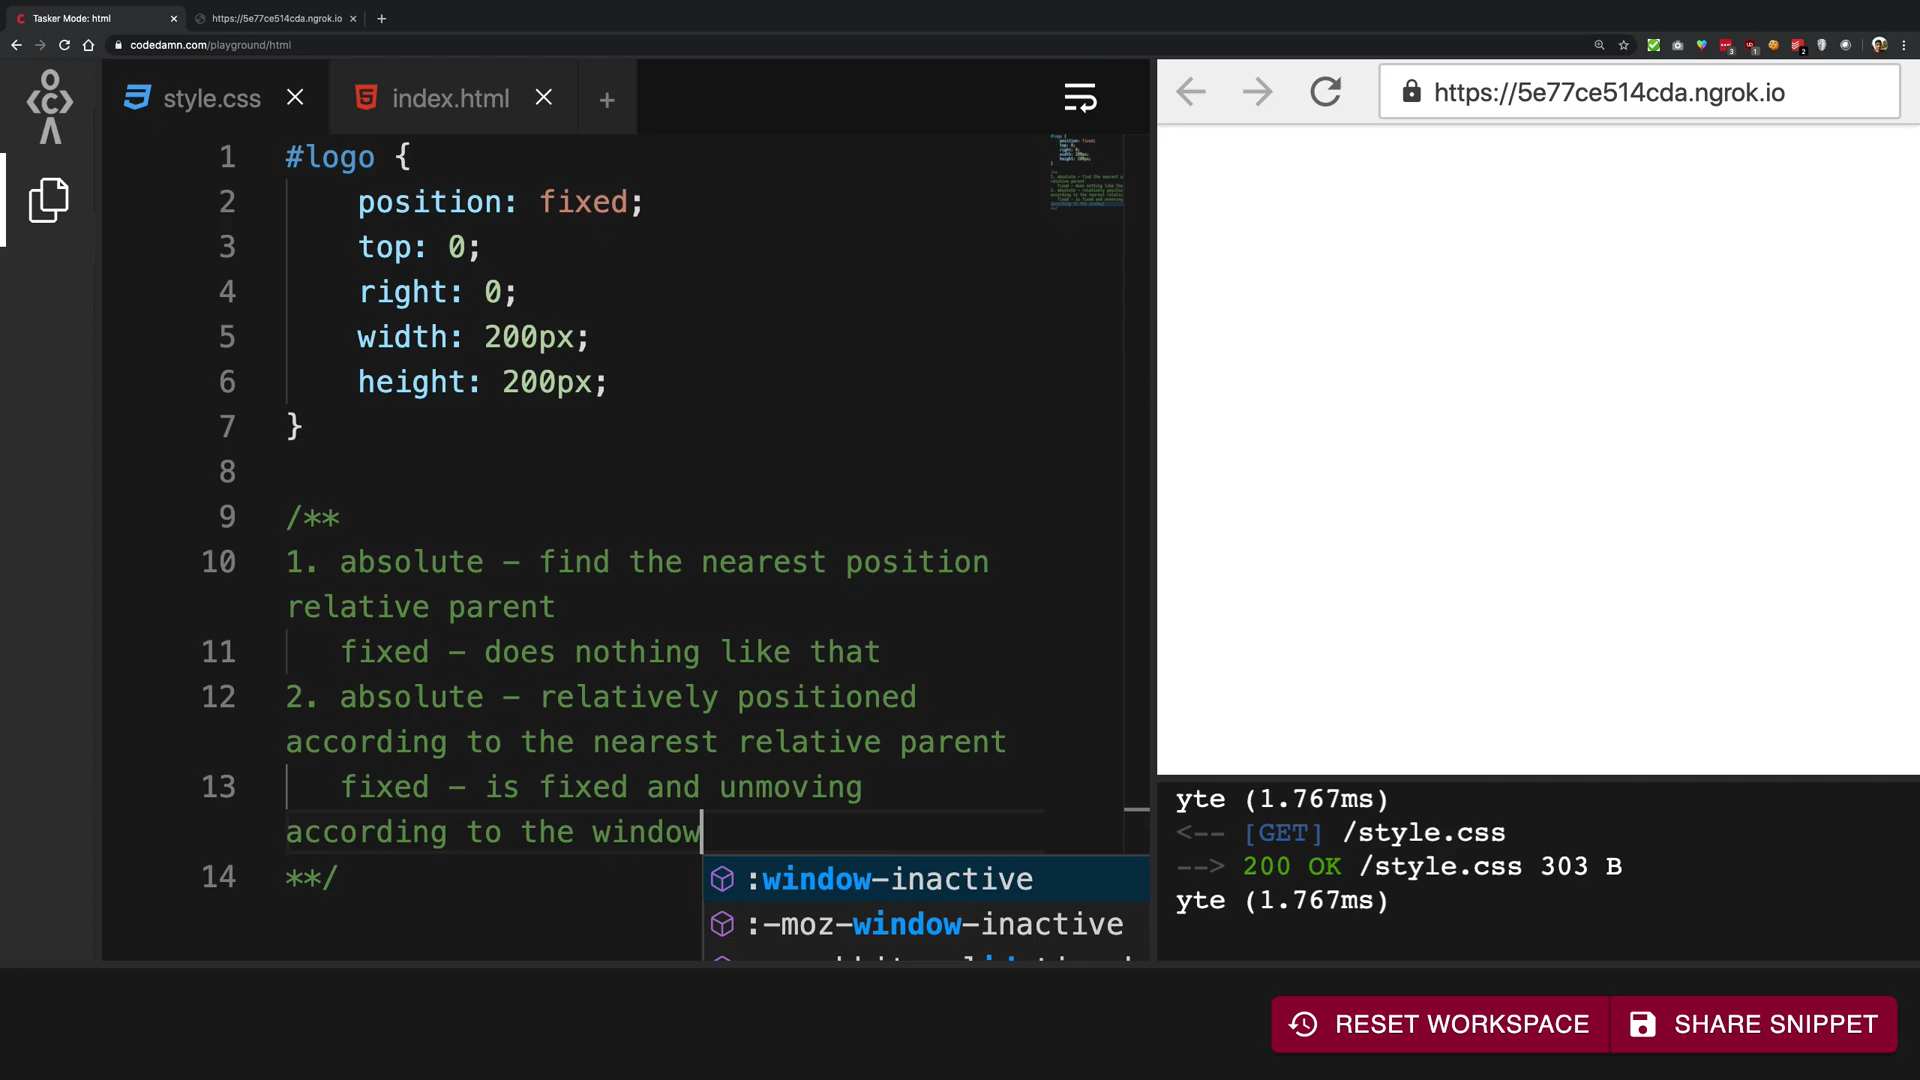 Tasker Mode: html
https://5e77ce514cda.ngrok.io
codedamn.com/playground/html
style.css
index.html
https://5e77ce514cda.ngrok.io
1 #logo {
2 position: fixed;
3 top: 0;
4 right: 0;
5 width: 200px;
6 height: 200px;
7 }
8
9 /**
10 1. absolute – find the nearest position
relative parent
11 fixed – does nothing like that
12 2. absolute – relatively positioned
according to the nearest relative parent
13 fixed – is fixed and unmoving
according to the window
14 **/
:window-inactive
:-moz-window-inactive
yte (1.767ms)
<-- [GET] /style.css
--> 200 OK /style.css 303 B
yte (1.767ms)
RESET WORKSPACE
SHARE SNIPPET